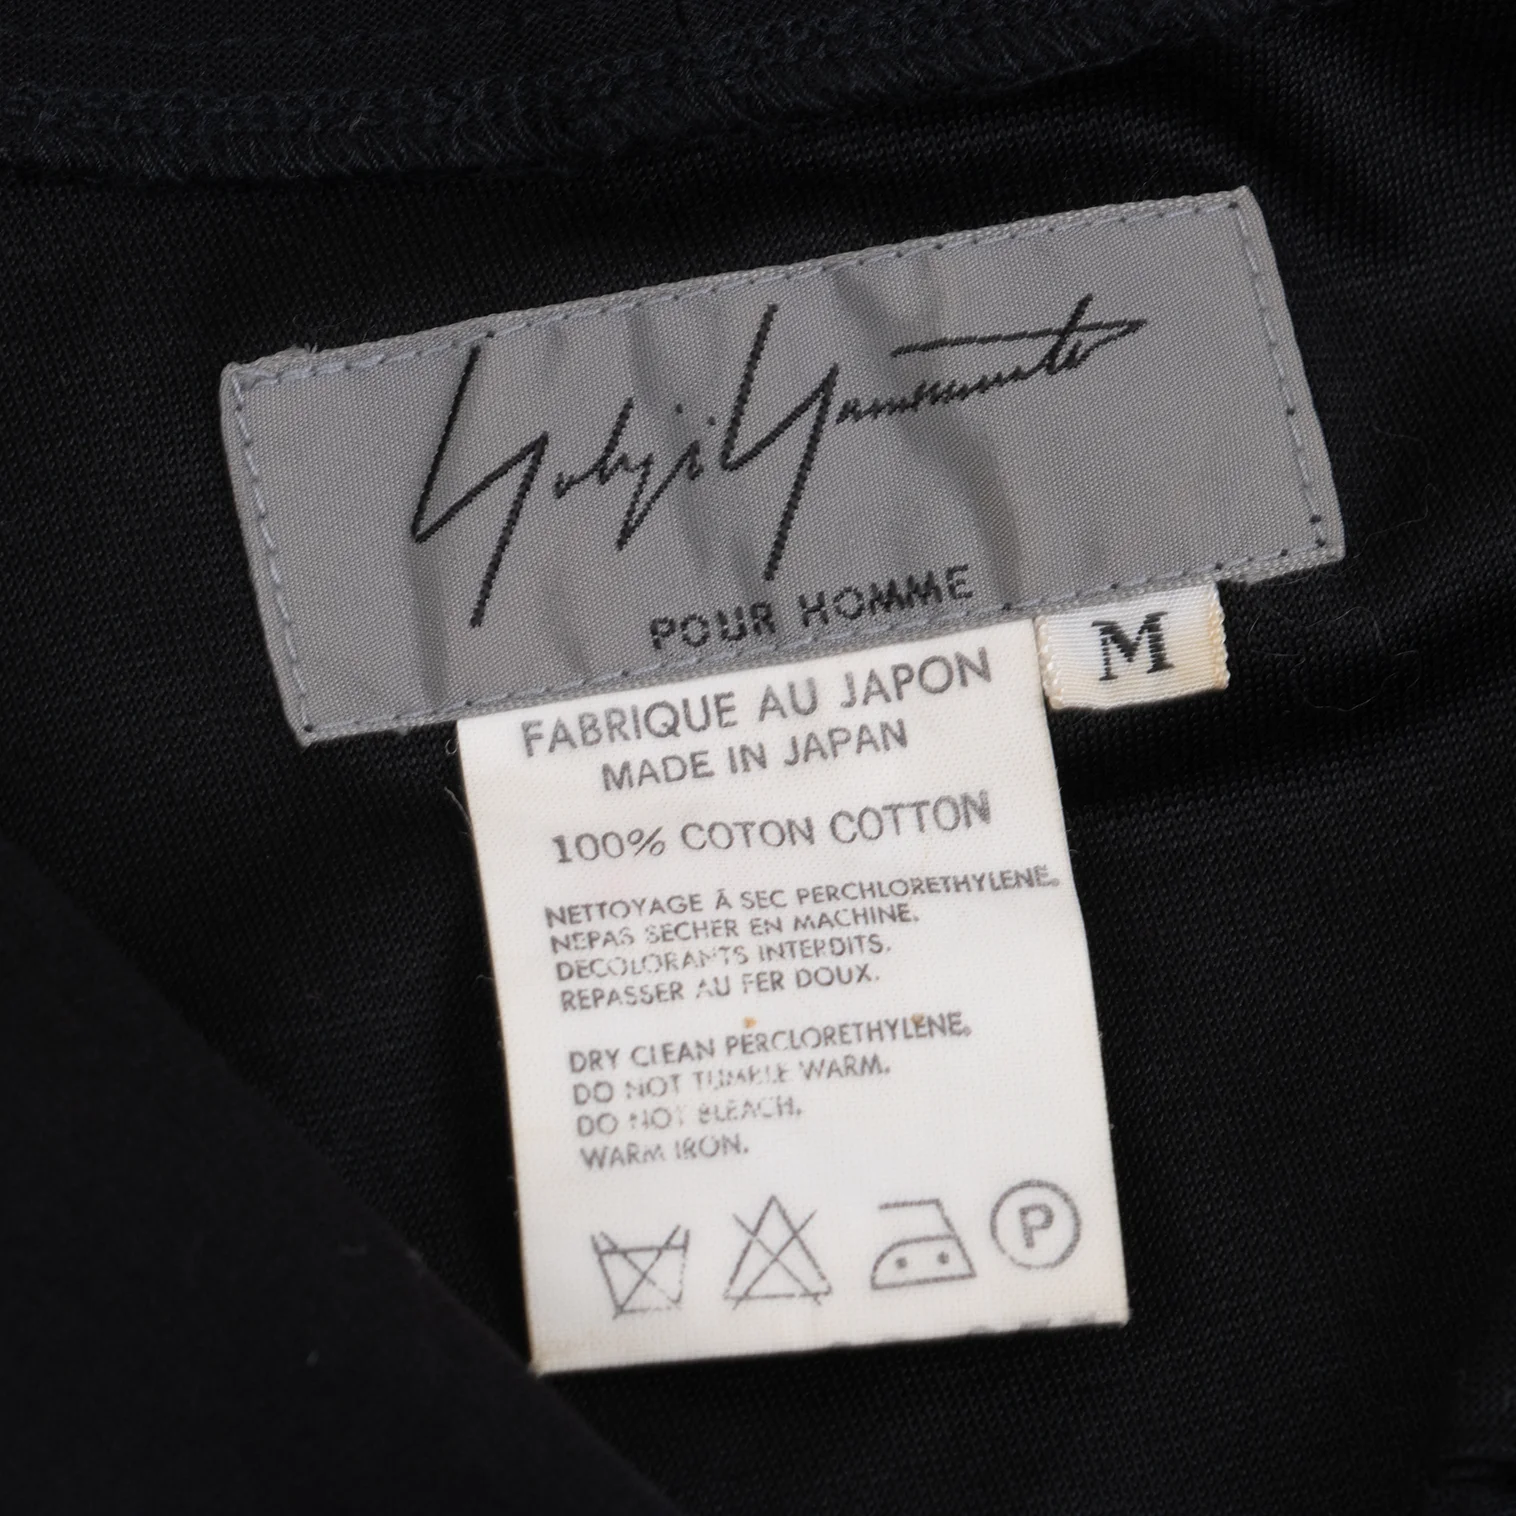 Yohji Yamamoto
POUR HOMME
M
FABRIQUE AU JAPON
MADE IN JAPAN
100% COTON COTTON
NETTOYAGE À SEC PERCHLORETHYLENE.
NEPAS SECHER EN MACHINE.
DECOLORANTS INTERDITS.
REPASSER AU FER DOUX.
DRY CLEAN PERCLORETHYLENE.
DO NOT TUMBLE WARM.
DO NOT BLEACH.
WARM IRON.
P